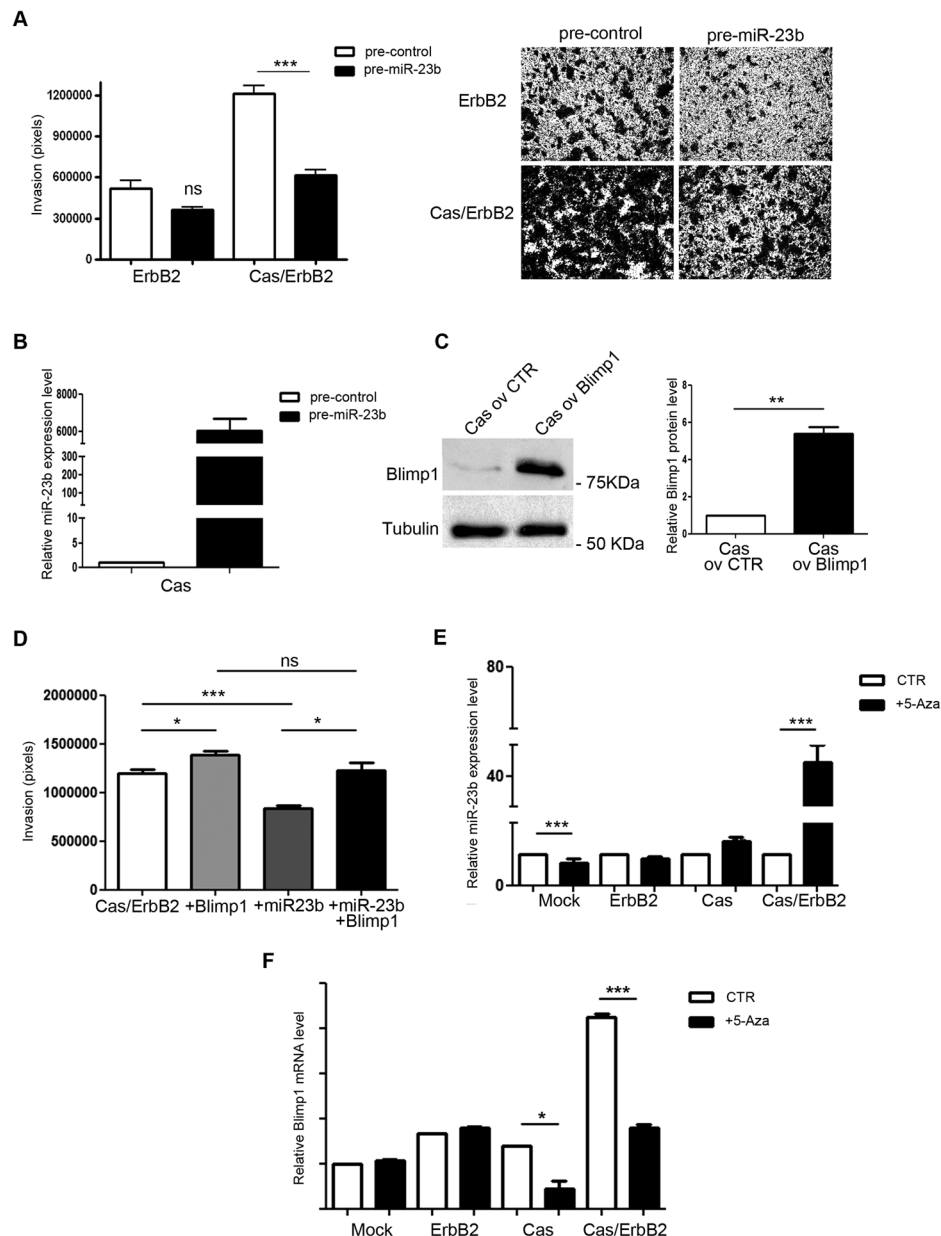 A
pre-control
pre-miR-23b
***
ns
1200000
900000
600000
300000
0
Invasion (pixels)
ErbB2
Cas/ErbB2
pre-control
pre-miR-23b
ErbB2
Cas/ErbB2
B
pre-control
pre-miR-23b
8000
6000
300
200
100
0
10
5
0
Relative miR-23b expression level
Cas
C
Cas ov CTR
Cas ov Blimp1
Blimp1
- 75KDa
Tubulin
- 50 KDa
8
6
4
2
0
Relative Blimp1 protein level
**
Cas
ov CTR
Cas
ov Blimp1
D
ns
***
*
*
2000000
1500000
1000000
500000
0
Invasion (pixels)
Cas/ErbB2
+Blimp1
+miR23b
+miR-23b
+Blimp1
E
CTR
+5-Aza
80
40
0
Relative miR-23b expression level
***
***
Mock
ErbB2
Cas
Cas/ErbB2
F
CTR
+5-Aza
Relative Blimp1 mRNA level
*
***
Mock
ErbB2
Cas
Cas/ErbB2